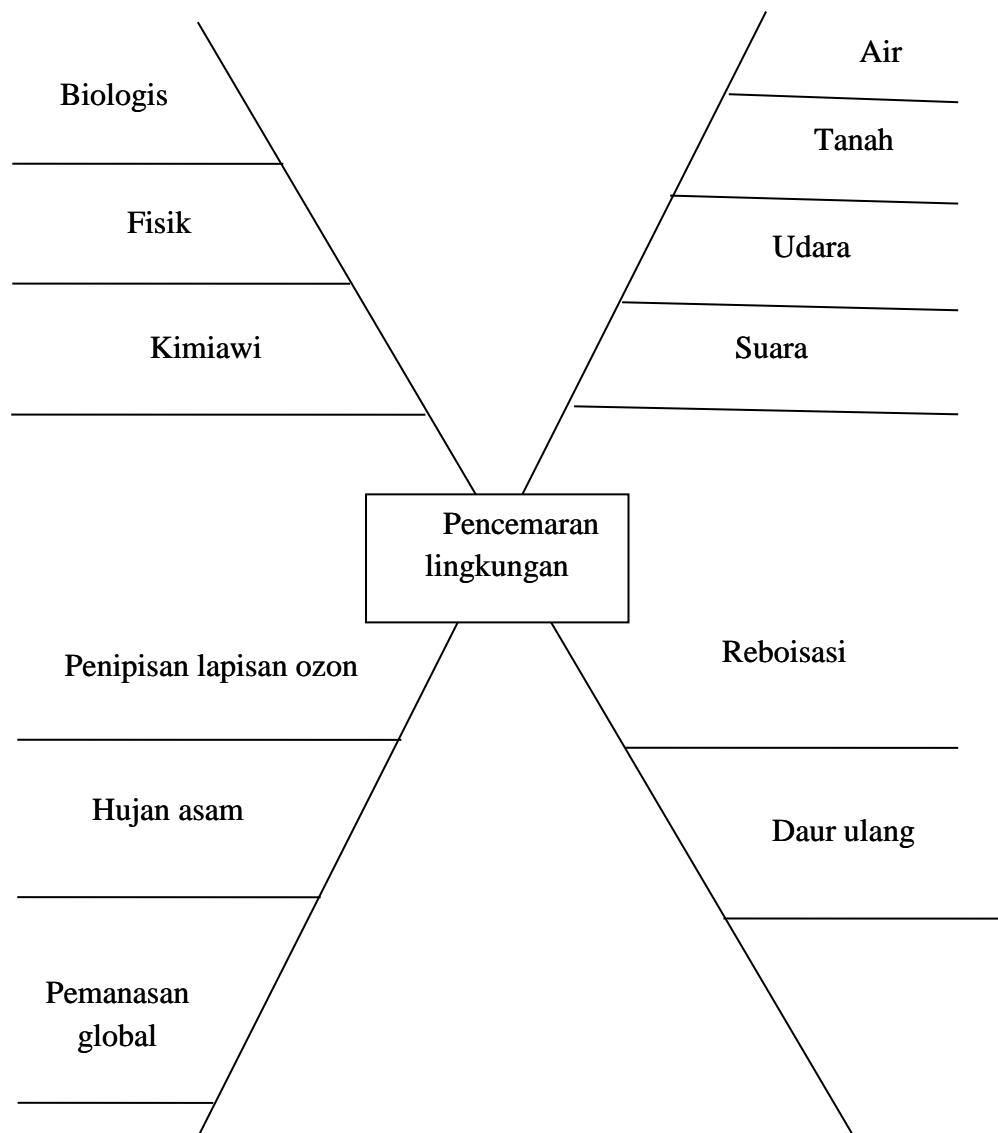 Biologis
Fisik
Kimiawi
Air
Tanah
Udara
Suara
Pencemaran
lingkungan
Penipisan lapisan ozon
Hujan asam
Pemanasan
global
Reboisasi
Daur ulang